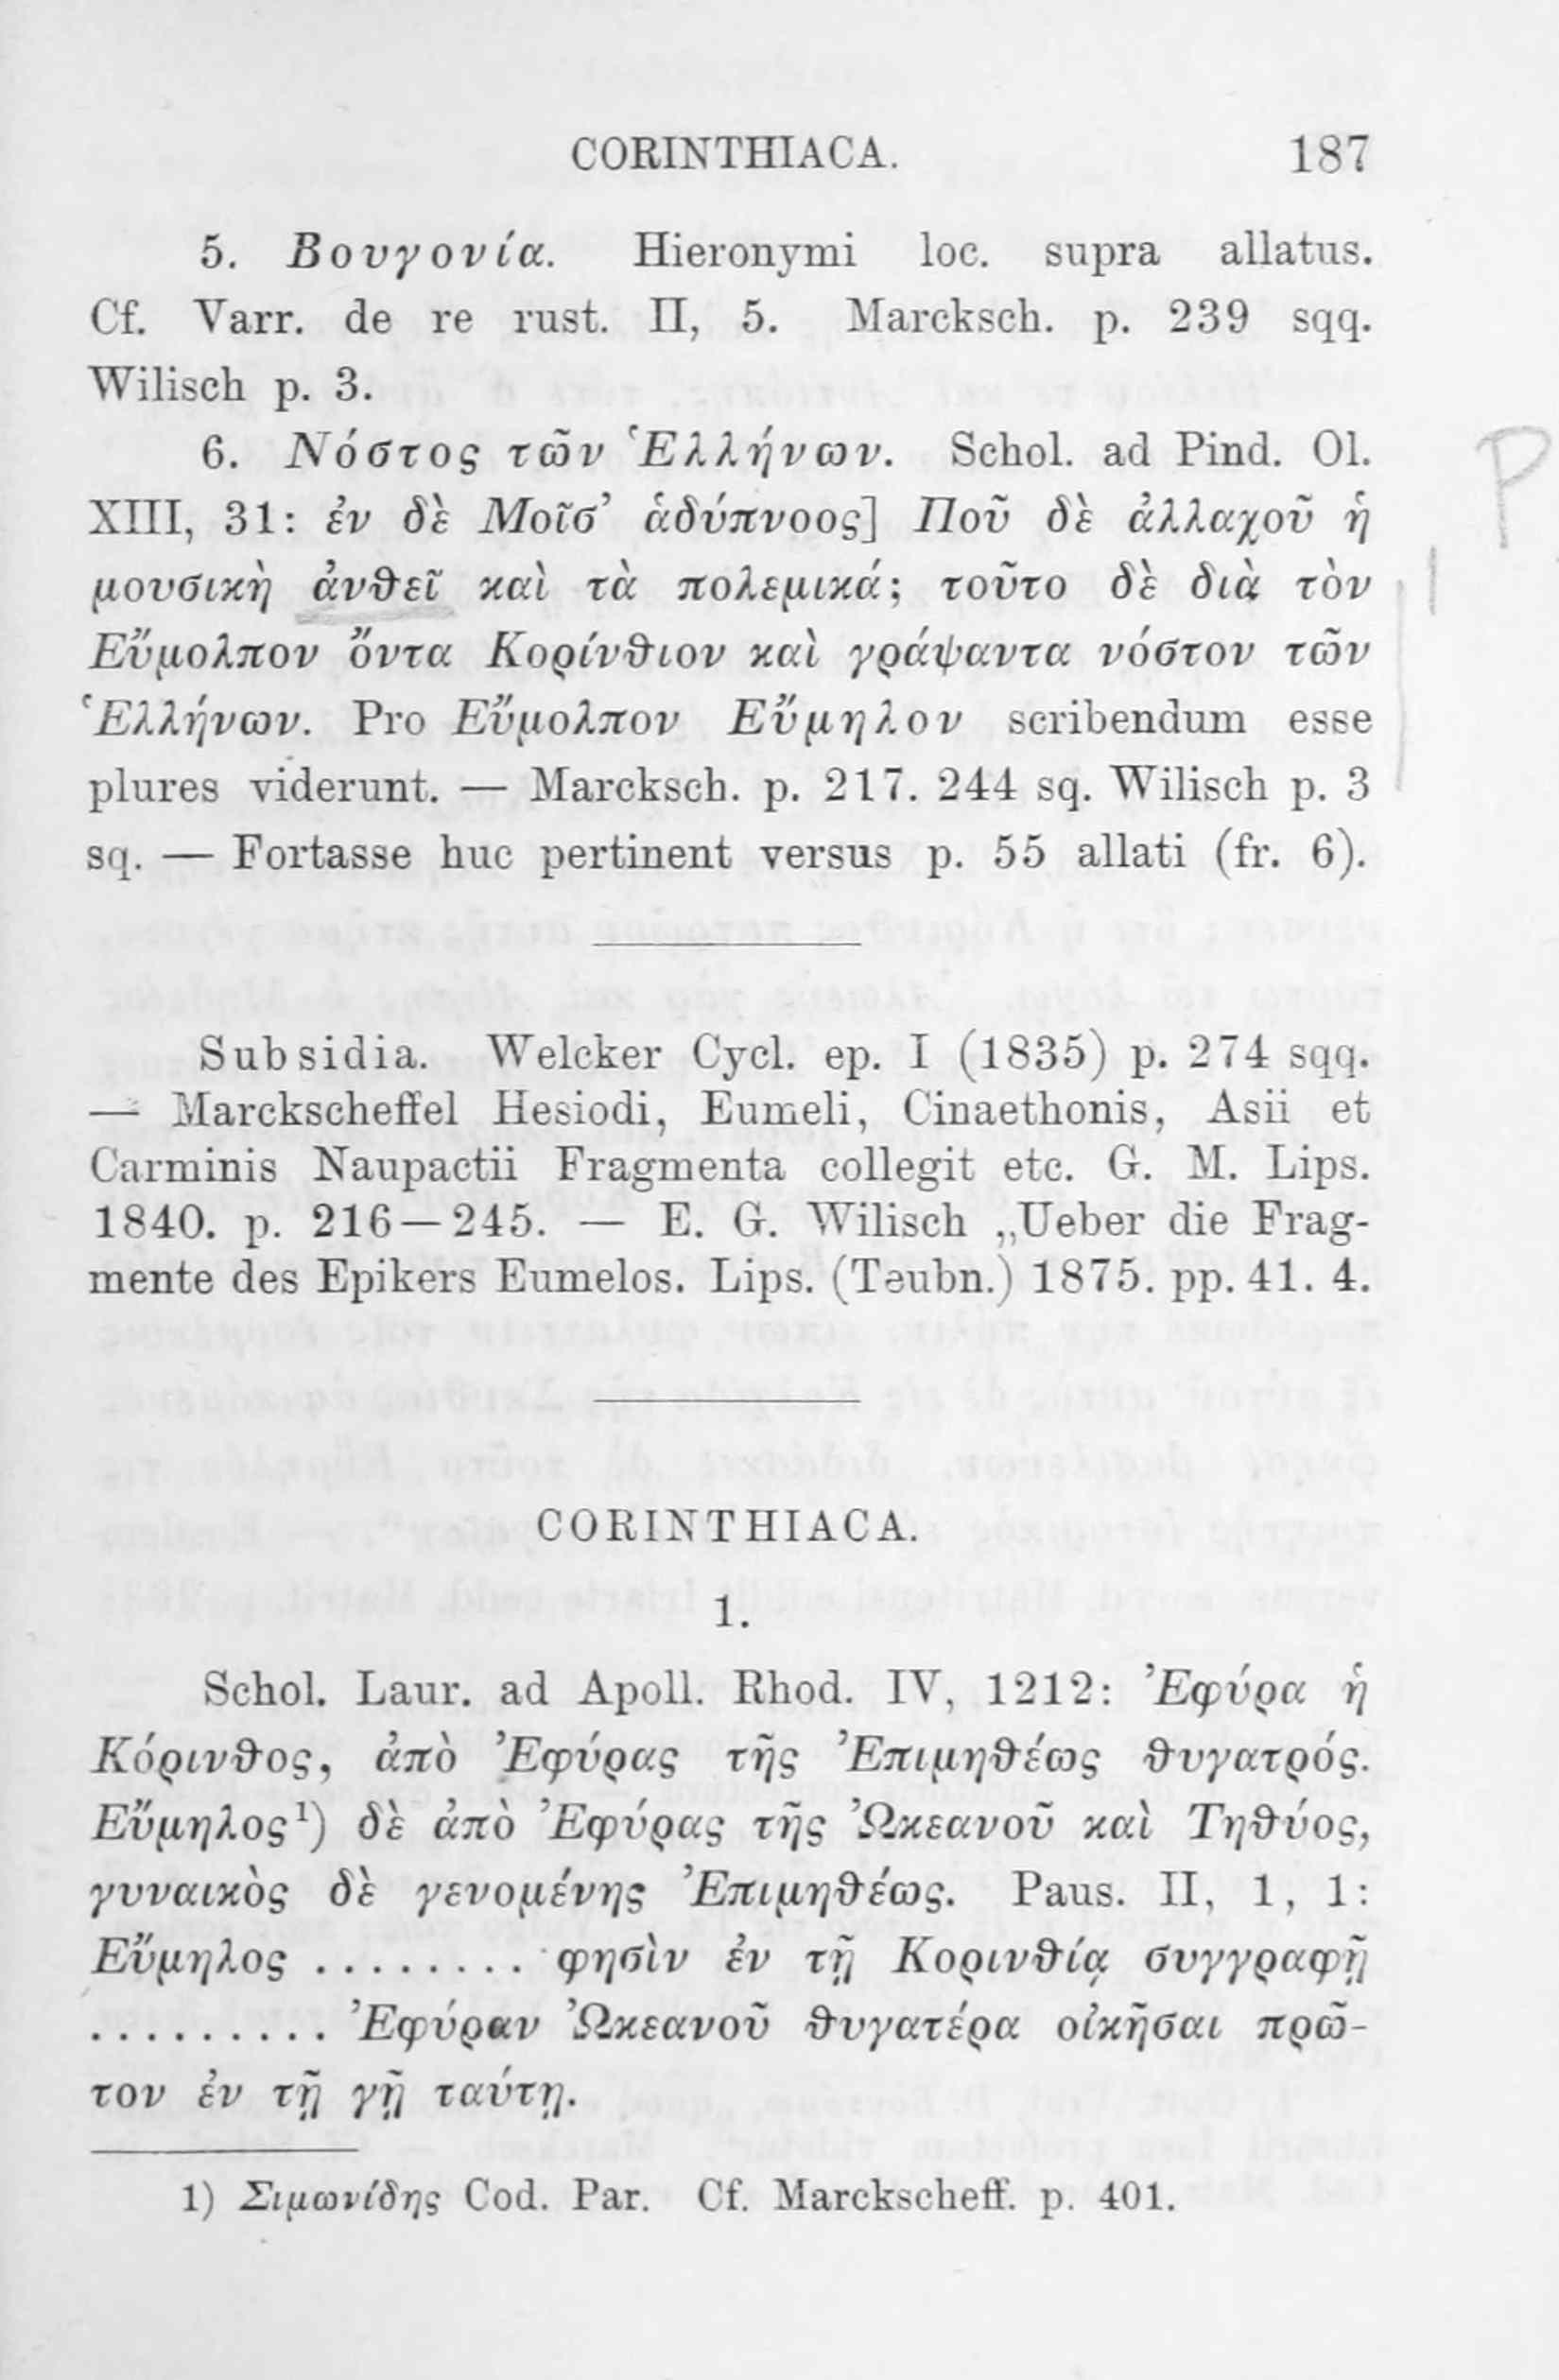 CORINTHIACA. 187
5. Βουγονία. Hieronymi loc. supra allatus.
Cf. Varr. de re rust. II, 5. Marcksch. p. 239 sqq.
Wilisch p. 3.
6. Νόστος τῶν Ἑλλήνων. Schol. ad Pind. Ol.
XIII, 31: ἐν δὲ Μοῖσ’ ἁδύπνοος] Ποῦ δὲ ἀλλαχοῦ ἡ
μουσικὴ ἀνθεῖ καὶ τὰ πολεμικά; τοῦτο δὲ διὰ τὸν
Εὔμολπον ὄντα Κορίνθιον καὶ γράψαντα νόστον τῶν
Ἑλλήνων. Pro Εὔμολπον Εὔμηλον scribendum esse
plures viderunt. — Marcksch. p. 217. 244 sq. Wilisch p. 3
sq. — Fortasse huc pertinent versus p. 55 allati (fr. 6).
P
Subsidia. Welcker Cycl. ep. I (1835) p. 274 sqq.
— Marckscheffel Hesiodi, Eumeli, Cinaethonis, Asii et
Carminis Naupactii Fragmenta collegit etc. G. M. Lips.
1840. p. 216—245. — E. G. Wilisch „Ueber die Frag-
mente des Epikers Eumelos. Lips. (Teubn.) 1875. pp. 41. 4.
CORINTHIACA.
1.
Schol. Laur. ad Apoll. Rhod. IV, 1212: Ἐφύρα ἡ
Κόρινθος, ἀπὸ Ἐφύρας τῆς Ἐπιμηθέως θυγατρός.
Εὔμηλος¹) δὲ ἀπὸ Ἐφύρας τῆς Ὠκεανοῦ καὶ Τηθύος,
γυναικὸς δὲ γενομένης Ἐπιμηθέως. Paus. II, 1, 1:
Εὔμηλος ........ φησὶν ἐν τῇ Κορινθίᾳ συγγραφῇ
......... Ἐφύραν Ὠκεανοῦ θυγατέρα οἰκῆσαι πρῶ-
τον ἐν τῇ γῇ ταύτῃ.
1) Σιμωνίδης Cod. Par. Cf. Marckscheff. p. 401.